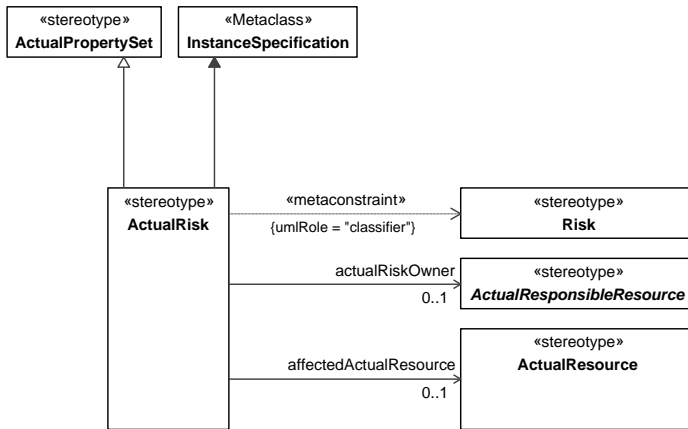 «stereotype»
ActualPropertySet
«Metaclass»
InstanceSpecification
«stereotype»
ActualRisk
«metaconstraint»
{umlRole = "classifier"}
«stereotype»
Risk
actualRiskOwner
0..1
«stereotype»
ActualResponsibleResource
affectedActualResource
0..1
«stereotype»
ActualResource